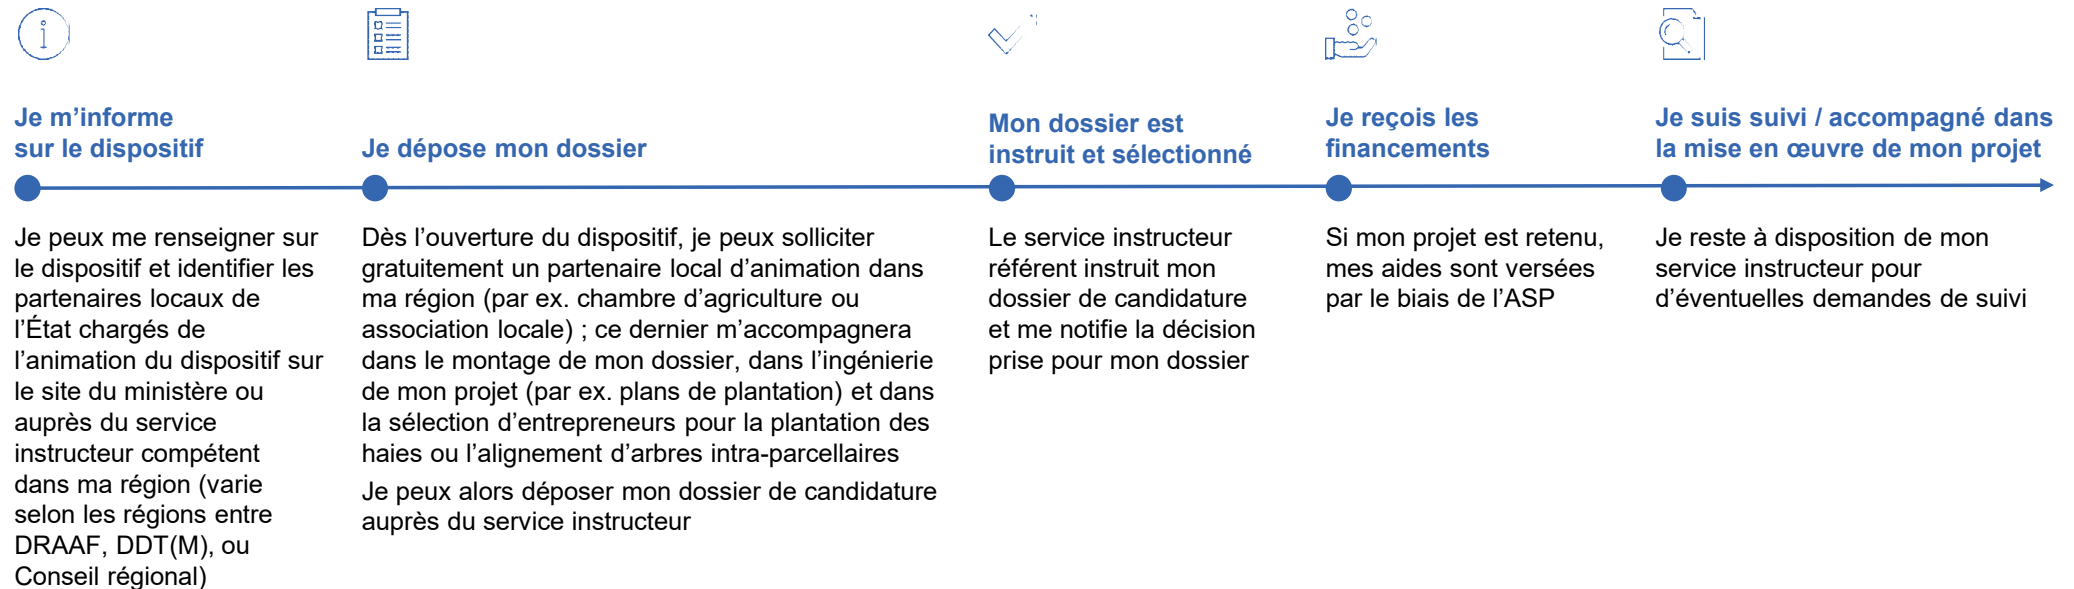 Je m’informe
sur le dispositif
Je peux me renseigner sur
le dispositif et identifier les
partenaires locaux de
l’État chargés de
l’animation du dispositif sur
le site du ministère ou
auprès du service
instructeur compétent
dans ma région (varie
selon les régions entre
DRAAF, DDT(M), ou
Conseil régional)
Je dépose mon dossier
Dès l’ouverture du dispositif, je peux solliciter
gratuitement un partenaire local d’animation dans
ma région (par ex. chambre d’agriculture ou
association locale) ; ce dernier m’accompagnera
dans le montage de mon dossier, dans l’ingénierie
de mon projet (par ex. plans de plantation) et dans
la sélection d’entrepreneurs pour la plantation des
haies ou l’alignement d’arbres intra-parcellaires
Je peux alors déposer mon dossier de candidature
auprès du service instructeur
Mon dossier est
instruit et sélectionné
Le service instructeur
référent instruit mon
dossier de candidature
et me notifie la décision
prise pour mon dossier
Je reçois les
financements
Si mon projet est retenu,
mes aides sont versées
par le biais de l’ASP
Je suis suivi / accompagné dans
la mise en œuvre de mon projet
Je reste à disposition de mon
service instructeur pour
d’éventuelles demandes de suivi